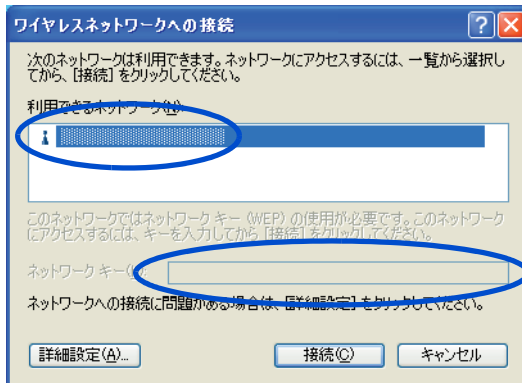 ワイヤレスネットワークへの接続
次のネットワークは利用できます。ネットワークにアクセスするには、一覧から選択し
てから、[接続] をクリックしてください。
利用できるネットワーク(N):
このネットワークではネットワーク キー (WEP) の使用が必要です。このネットワーク
にアクセスするには、キーを入力してから [接続] をクリックしてください。
ネットワーク キー(K):
ネットワークへの接続に問題がある場合は、[詳細設定] をクリックしてください。
詳細設定(A)...
接続(C)
キャンセル